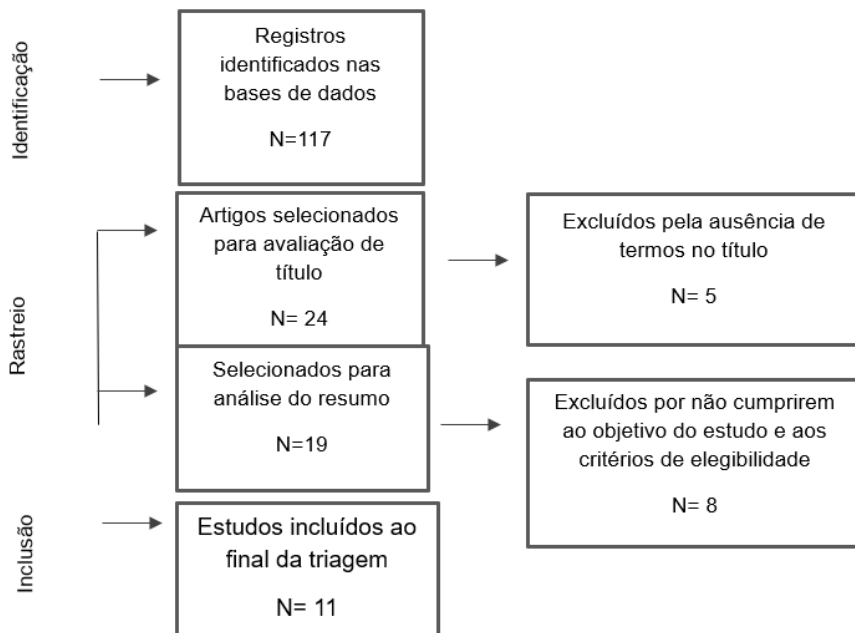 Identificação
Registros
identificados nas
bases de dados
N=117
Rastreio
Artigos selecionados
para avaliação de
título
N= 24
Excluídos pela ausência de
termos no título
N= 5
Selecionados para
análise do resumo
N=19
Excluídos por não cumprirem
ao objetivo do estudo e aos
critérios de elegibilidade
N= 8
Inclusão
Estudos incluídos ao
final da triagem
N= 11